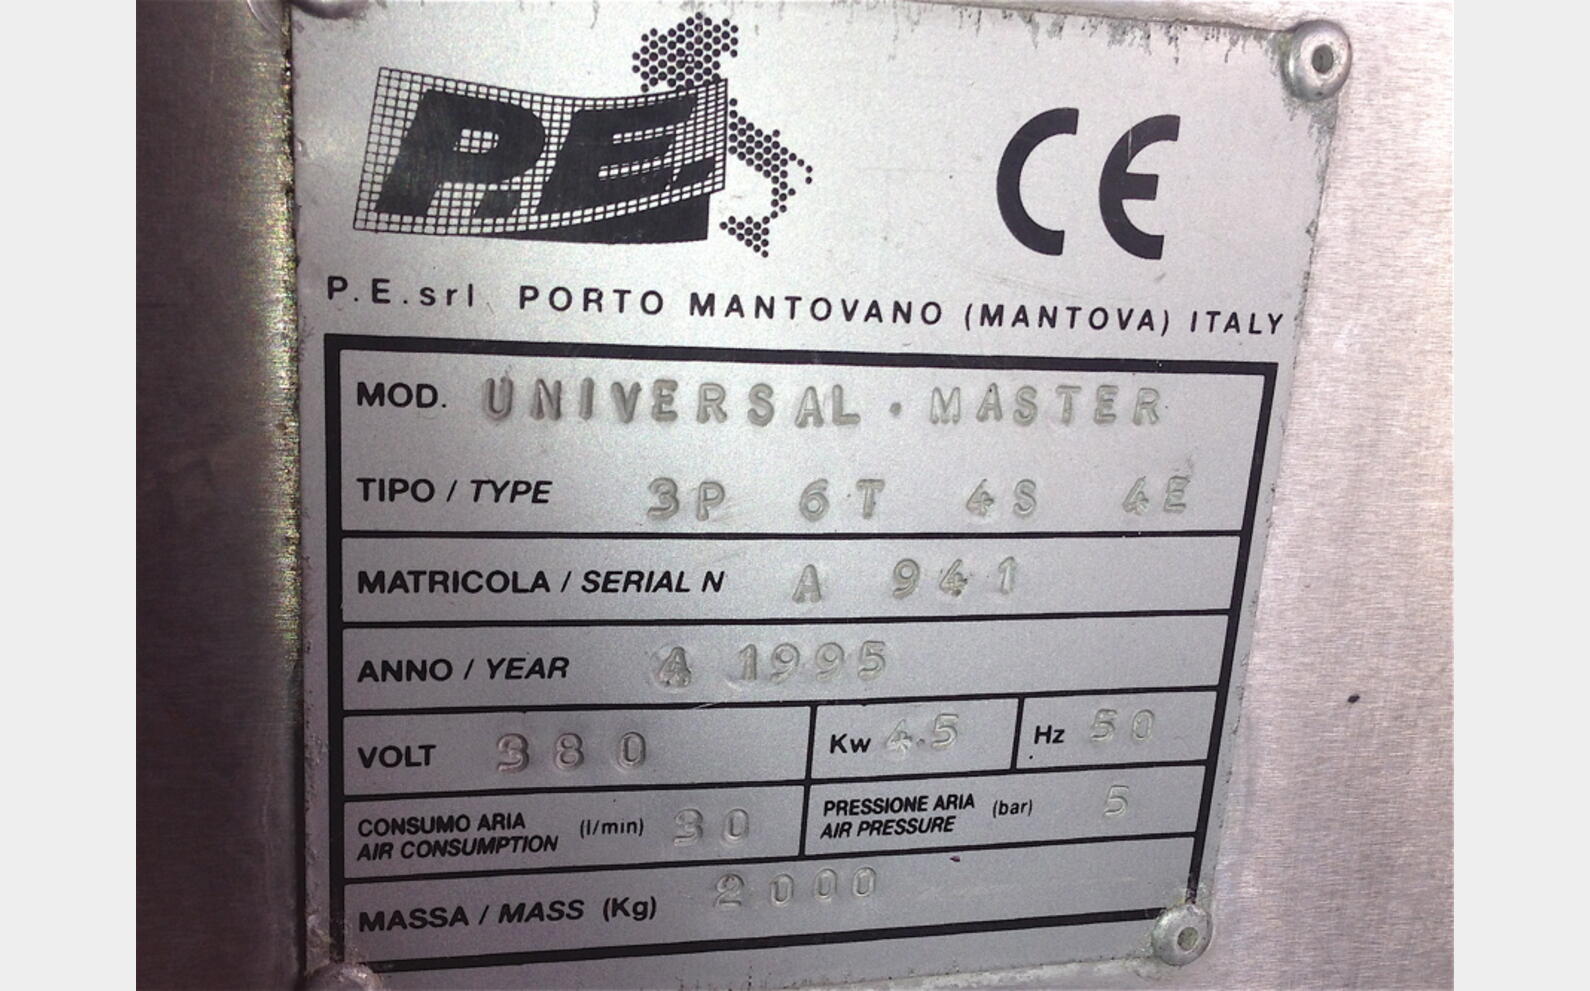 P.E.
CE
P.E. srl PORTO MANTOVANO (MANTOVA) ITALY
MOD. UNIVERSAL · MASTER
TIPO / TYPE 3P 6T 4S 4E
MATRICOLA / SERIAL N A 941
ANNO / YEAR A 1995
VOLT 380 Kw 4.5 Hz 50
CONSUMO ARIA (l/min) 30 PRESSIONE ARIA (bar) 5
AIR CONSUMPTION AIR PRESSURE
MASSA / MASS (Kg) 2000